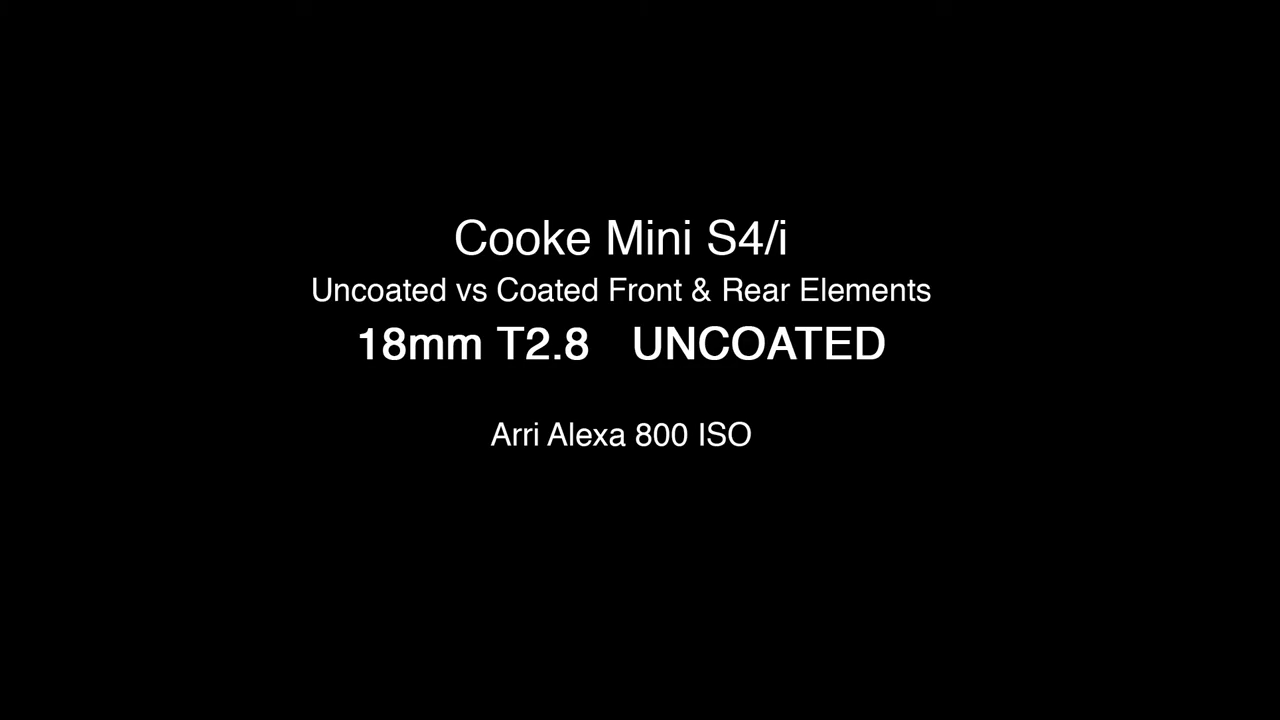 Cooke Mini S4/i
Uncoated vs Coated Front & Rear Elements
18mm T2.8 UNCOATED
Arri Alexa 800 ISO